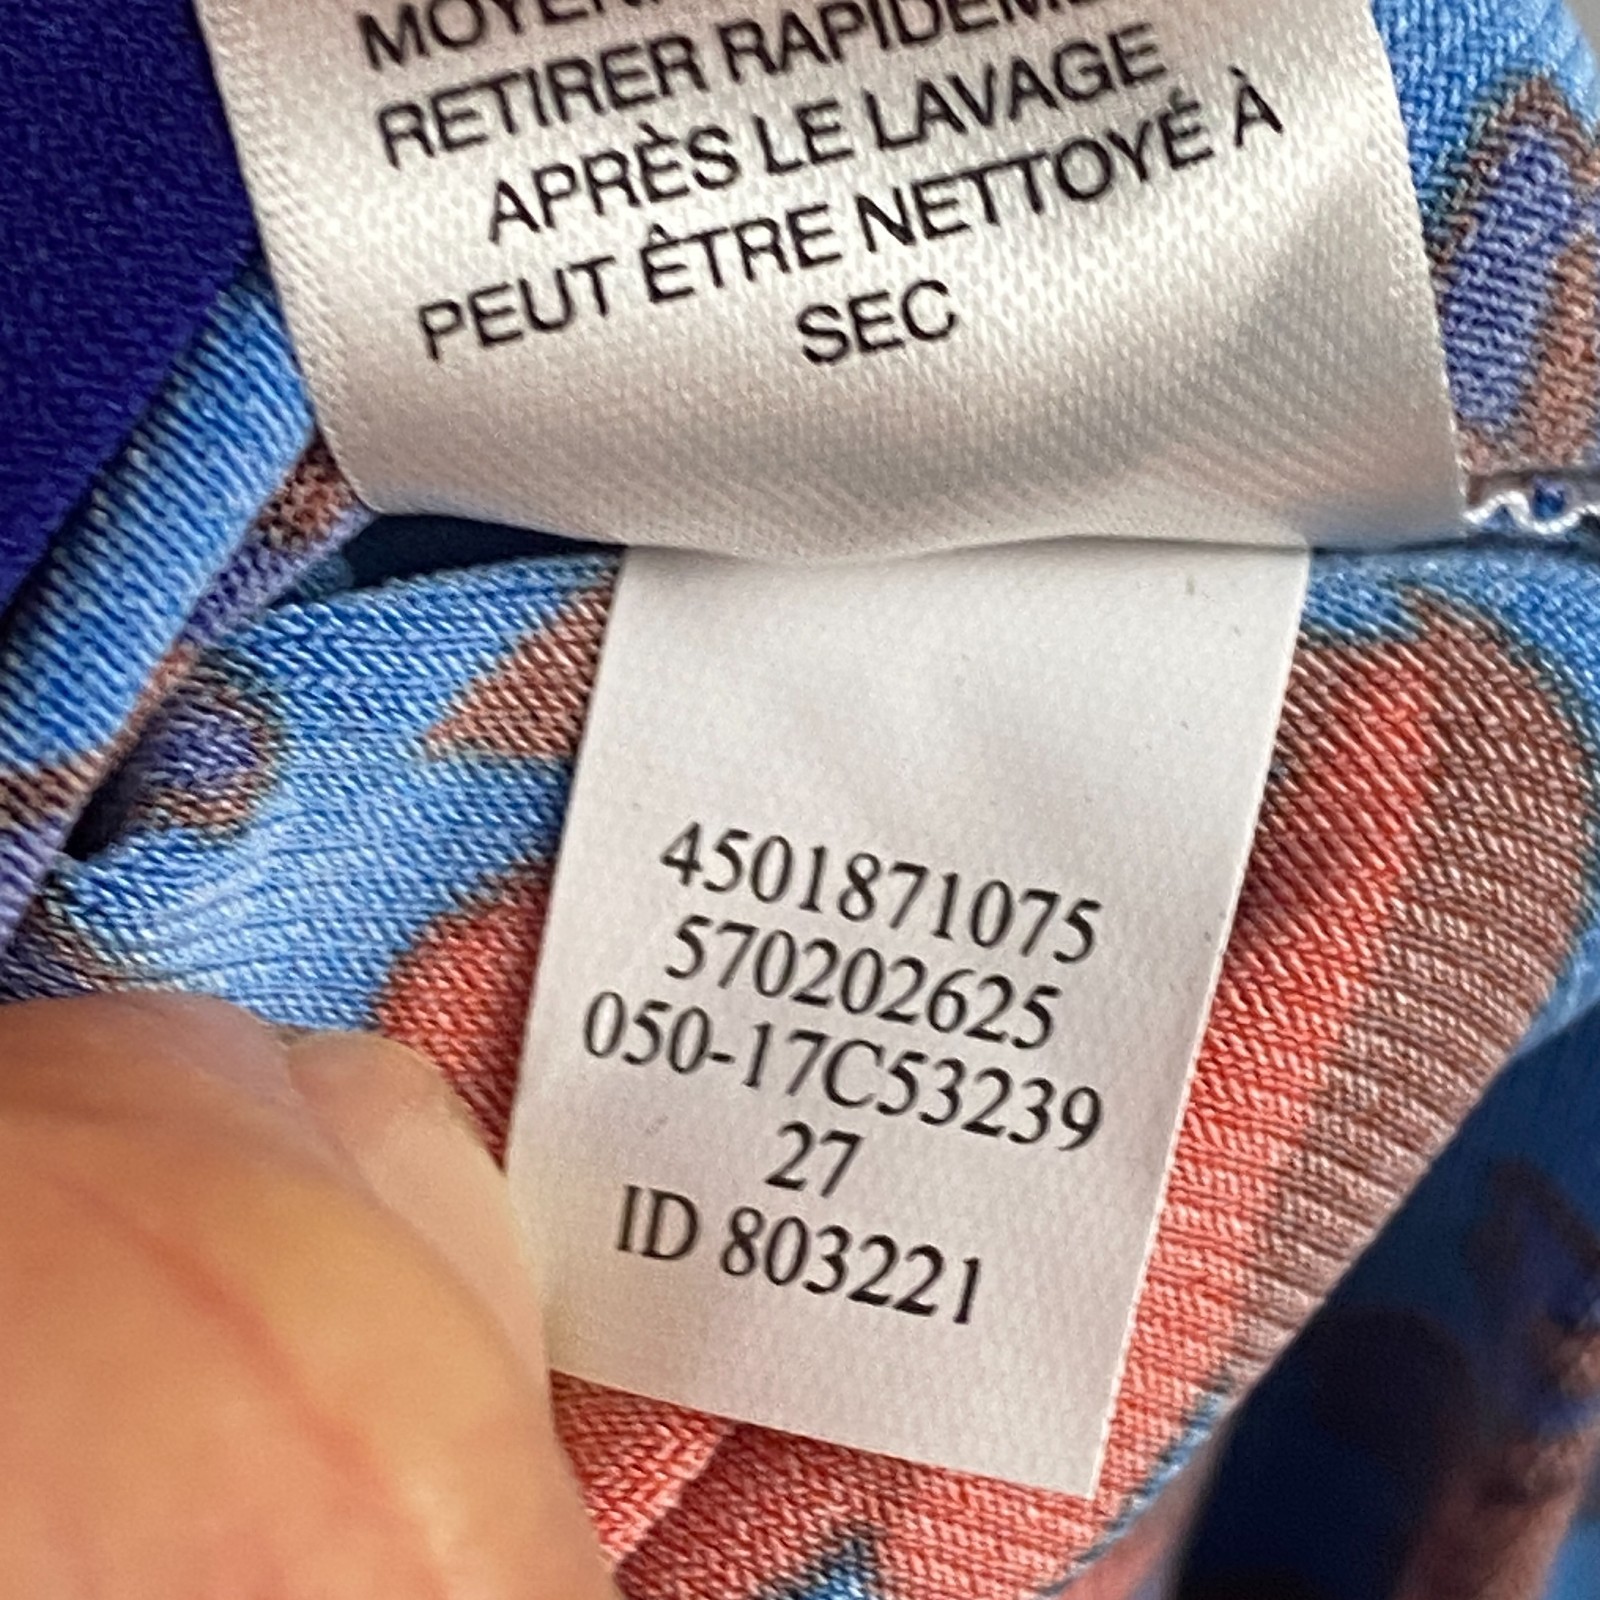 RETIRER RAPIDEM
APRÈS LE LAVAGE
PEUT ÊTRE NETTOYÉ À
SEC
4501871075
570202625
050-17C53239
27
ID 803221